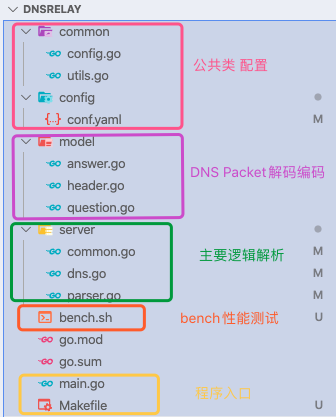 DNSRELAY
common
config.go
utils.go
公共类 配置
config
{..} conf.yaml M
model
answer.go
header.go
DNS Packet解码编码
question.go
server
common.go M
主要逻辑解析
dns.go M
parser.go M
bench.sh U
bench性能测试
go.mod
go.sum
main.go
程序入口
Makefile U